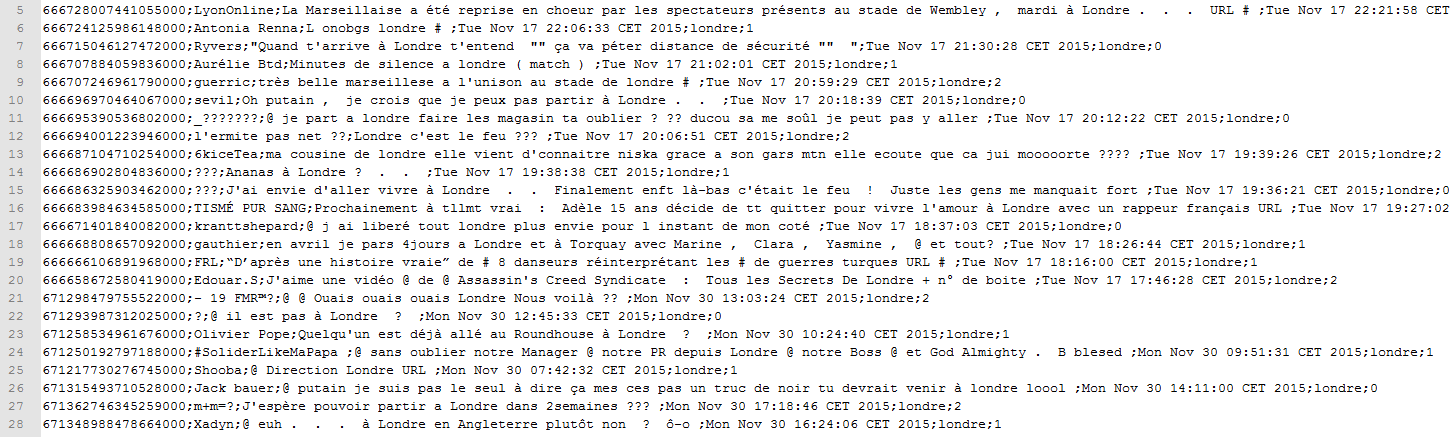 5 666728007441055000;LyonOnline;La Marseillaise a été reprise en choeur par les spectateurs présents au stade de Wembley , mardi à Londre . . . URL # ;Tue Nov 17 22:21:58 CET
6 666724125986148000;Antonia Renna;L onobgs londre # ;Tue Nov 17 22:06:33 CET 2015;londre;1
7 666715046127472000;Ryvers;"Quand t'arrive à Londre t'entend "" ça va péter distance de sécurité "" ";Tue Nov 17 21:30:28 CET 2015;londre;0
8 666707884059836000;Aurélie Btd;Minutes de silence a londre ( match ) ;Tue Nov 17 21:02:01 CET 2015;londre;1
9 666707246961790000;guerric;très belle marseillese a l'unison au stade de londre # ;Tue Nov 17 20:59:29 CET 2015;londre;2
10 666696970464067000;sevil;Oh putain , je crois que je peux pas partir à Londre . . ;Tue Nov 17 20:18:39 CET 2015;londre;0
11 666695390536802000;_???????;@ je part a londre faire les magasin ta oublier ? ?? ducou sa me soûl je peut pas y aller ;Tue Nov 17 20:12:22 CET 2015;londre;0
12 666694001223946000;l'ermite pas net ??;Londre c'est le feu ??? ;Tue Nov 17 20:06:51 CET 2015;londre;2
13 666687104710254000;6kiceTea;ma cousine de londre elle vient d'connaitre niska grace a son gars mtn elle ecoute que ca jui mooooorte ???? ;Tue Nov 17 19:39:26 CET 2015;londre;2
14 666686902804836000;???;Ananas à Londre ? . . ;Tue Nov 17 19:38:38 CET 2015;londre;1
15 666686325903462000;???;J'ai envie d'aller vivre à Londre . . Finalement enft là-bas c'était le feu ! Juste les gens me manquait fort ;Tue Nov 17 19:36:21 CET 2015;londre;0
16 666683984634585000;TISMÉ PUR SANG;Prochainement à tllmt vrai : Adèle 15 ans décide de tt quitter pour vivre l'amour à Londre avec un rappeur français URL ;Tue Nov 17 19:27:02
17 666671401840082000;kranttshepard;@ j ai liberé tout londre plus envie pour l instant de mon coté ;Tue Nov 17 18:37:03 CET 2015;londre;0
18 666668808657092000;gauthier;en avril je pars 4jours a Londre et à Torquay avec Marine , Clara , Yasmine , @ et tout? ;Tue Nov 17 18:26:44 CET 2015;londre;1
19 666666106891968000;FRL;“D’après une histoire vraie” de # 8 danseurs réinterprétant les # de guerres turques URL # ;Tue Nov 17 18:16:00 CET 2015;londre;1
20 666658672580419000;Edouar.S;J'aime une vidéo @ de @ Assassin's Creed Syndicate : Tous les Secrets De Londre + n° de boite ;Tue Nov 17 17:46:28 CET 2015;londre;2
21 671298479755522000;- 19 FMR™?;@ @ Ouais ouais ouais Londre Nous voilà ?? ;Mon Nov 30 13:03:24 CET 2015;londre;2
22 671293987312025000;?;@ il est pas à Londre ? ;Mon Nov 30 12:45:33 CET 2015;londre;0
23 671258534961676000;Olivier Pope;Quelqu'un est déjà allé au Roundhouse à Londre ? ;Mon Nov 30 10:24:40 CET 2015;londre;1
24 671250192797188000;#SoliderLikeMaPapa ;@ sans oublier notre Manager @ notre PR depuis Londre @ notre Boss @ et God Almighty . B blesed ;Mon Nov 30 09:51:31 CET 2015;londre;1
25 671217730276745000;Shooba;@ Direction Londre URL ;Mon Nov 30 07:42:32 CET 2015;londre;1
26 671315493710528000;Jack bauer;@ putain je suis pas le seul à dire ça mes ces pas un truc de noir tu devrait venir à londre loool ;Mon Nov 30 14:11:00 CET 2015;londre;0
27 671362746345259000;m+m=?;J'espère pouvoir partir a Londre dans 2semaines ??? ;Mon Nov 30 17:18:46 CET 2015;londre;2
28 671348988478664000;Xadyn;@ euh . . . à Londre en Angleterre plutôt non ? ô-o ;Mon Nov 30 16:24:06 CET 2015;londre;1